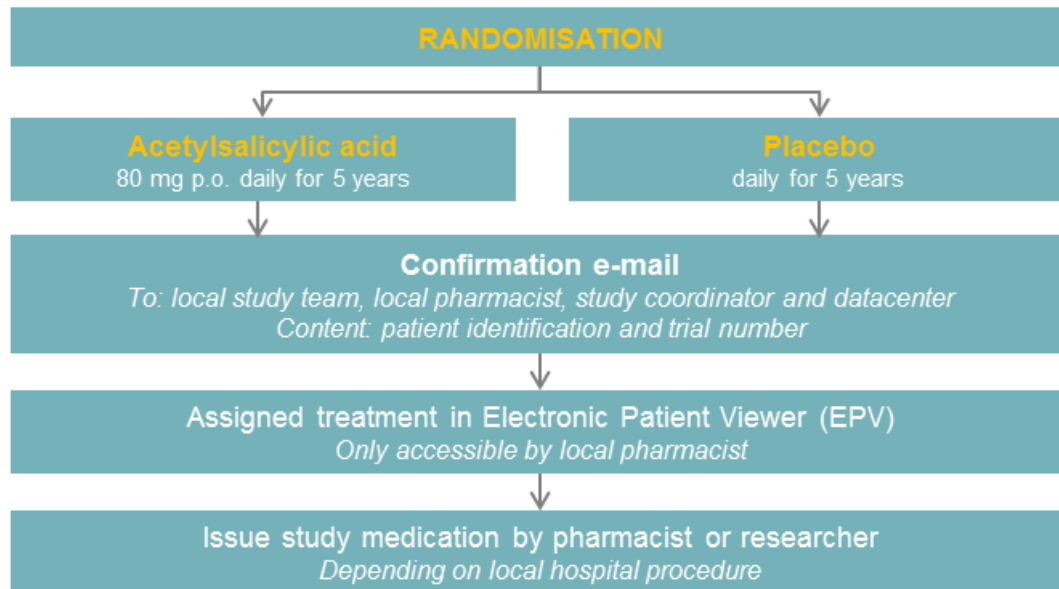 RANDOMISATION
Acetylsalicylic acid
80 mg p.o. daily for 5 years
Placebo
daily for 5 years
Confirmation e-mail
To: local study team, local pharmacist, study coordinator and datacenter
Content: patient identification and trial number
Assigned treatment in Electronic Patient Viewer (EPV)
Only accessible by local pharmacist
Issue study medication by pharmacist or researcher
Depending on local hospital procedure